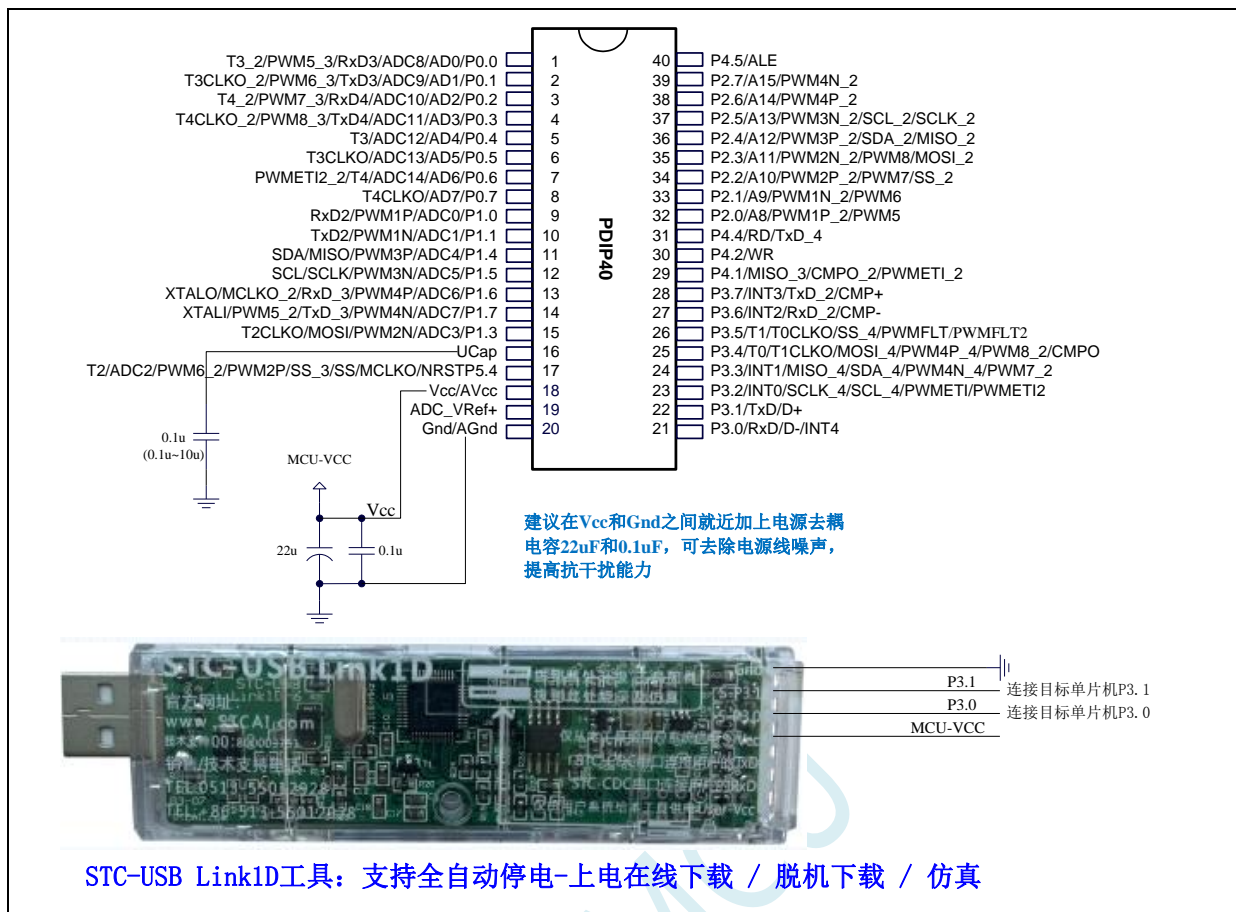 T3_2/PWM5_3/RxD3/ADC8/AD0/P0.0 1
T3CLKO_2/PWM6_3/TxD3/ADC9/AD1/P0.1 2
T4_2/PWM7_3/RxD4/ADC10/AD2/P0.2 3
T4CLKO_2/PWM8_3/TxD4/ADC11/AD3/P0.3 4
T3/ADC12/AD4/P0.4 5
T3CLKO/ADC13/AD5/P0.5 6
PWMETI2_2/T4/ADC14/AD6/P0.6 7
T4CLKO/AD7/P0.7 8
RxD2/PWM1P/ADC0/P1.0 9
TxD2/PWM1N/ADC1/P1.1 10
SDA/MISO/PWM3P/ADC4/P1.4 11
SCL/SCLK/PWM3N/ADC5/P1.5 12
XTALO/MCLKO_2/RxD_3/PWM4P/ADC6/P1.6 13
XTALI/PWM5_2/TxD_3/PWM4N/ADC7/P1.7 14
T2CLKO/MOSI/PWM2N/ADC3/P1.3 15
UCap 16
T2/ADC2/PWM6_2/PWM2P/SS_3/SS/MCLKO/NRSTP5.4 17
Vcc/AVcc 18
ADC_VRef+ 19
Gnd/AGnd 20
PDIP40
40 P4.5/ALE
39 P2.7/A15/PWM4N_2
38 P2.6/A14/PWM4P_2
37 P2.5/A13/PWM3N_2/SCL_2/SCLK_2
36 P2.4/A12/PWM3P_2/SDA_2/MISO_2
35 P2.3/A11/PWM2N_2/PWM8/MOSI_2
34 P2.2/A10/PWM2P_2/PWM7/SS_2
33 P2.1/A9/PWM1N_2/PWM6
32 P2.0/A8/PWM1P_2/PWM5
31 P4.4/RD/TxD_4
30 P4.2/WR
29 P4.1/MISO_3/CMPO_2/PWMETI_2
28 P3.7/INT3/TxD_2/CMP+
27 P3.6/INT2/RxD_2/CMP-
26 P3.5/T1/T0CLKO/SS_4/PWMFLT/PWMFLT2
25 P3.4/T0/T1CLKO/MOSI_4/PWM4P_4/PWM8_2/CMPO
24 P3.3/INT1/MISO_4/SDA_4/PWM4N_4/PWM7_2
23 P3.2/INT0/SCLK_4/SCL_4/PWMETI/PWMETI2
22 P3.1/TxD/D+
21 P3.0/RxD/D-/INT4
0.1u
(0.1u~10u)
MCU-VCC
Vcc
22u
0.1u
建议在Vcc和Gnd之间就近加上电源去耦
电容22uF和0.1uF，可去除电源线噪声，
提高抗干扰能力
STC-USB Link1D
官方网址:
www.STCAI.com
TEL:0513-55012928
Gnd
P3.1
连接目标单片机P3.1
P3.0
连接目标单片机P3.0
MCU-VCC
STC-USB Link1D工具：支持全自动停电-上电在线下载 / 脱机下载 / 仿真